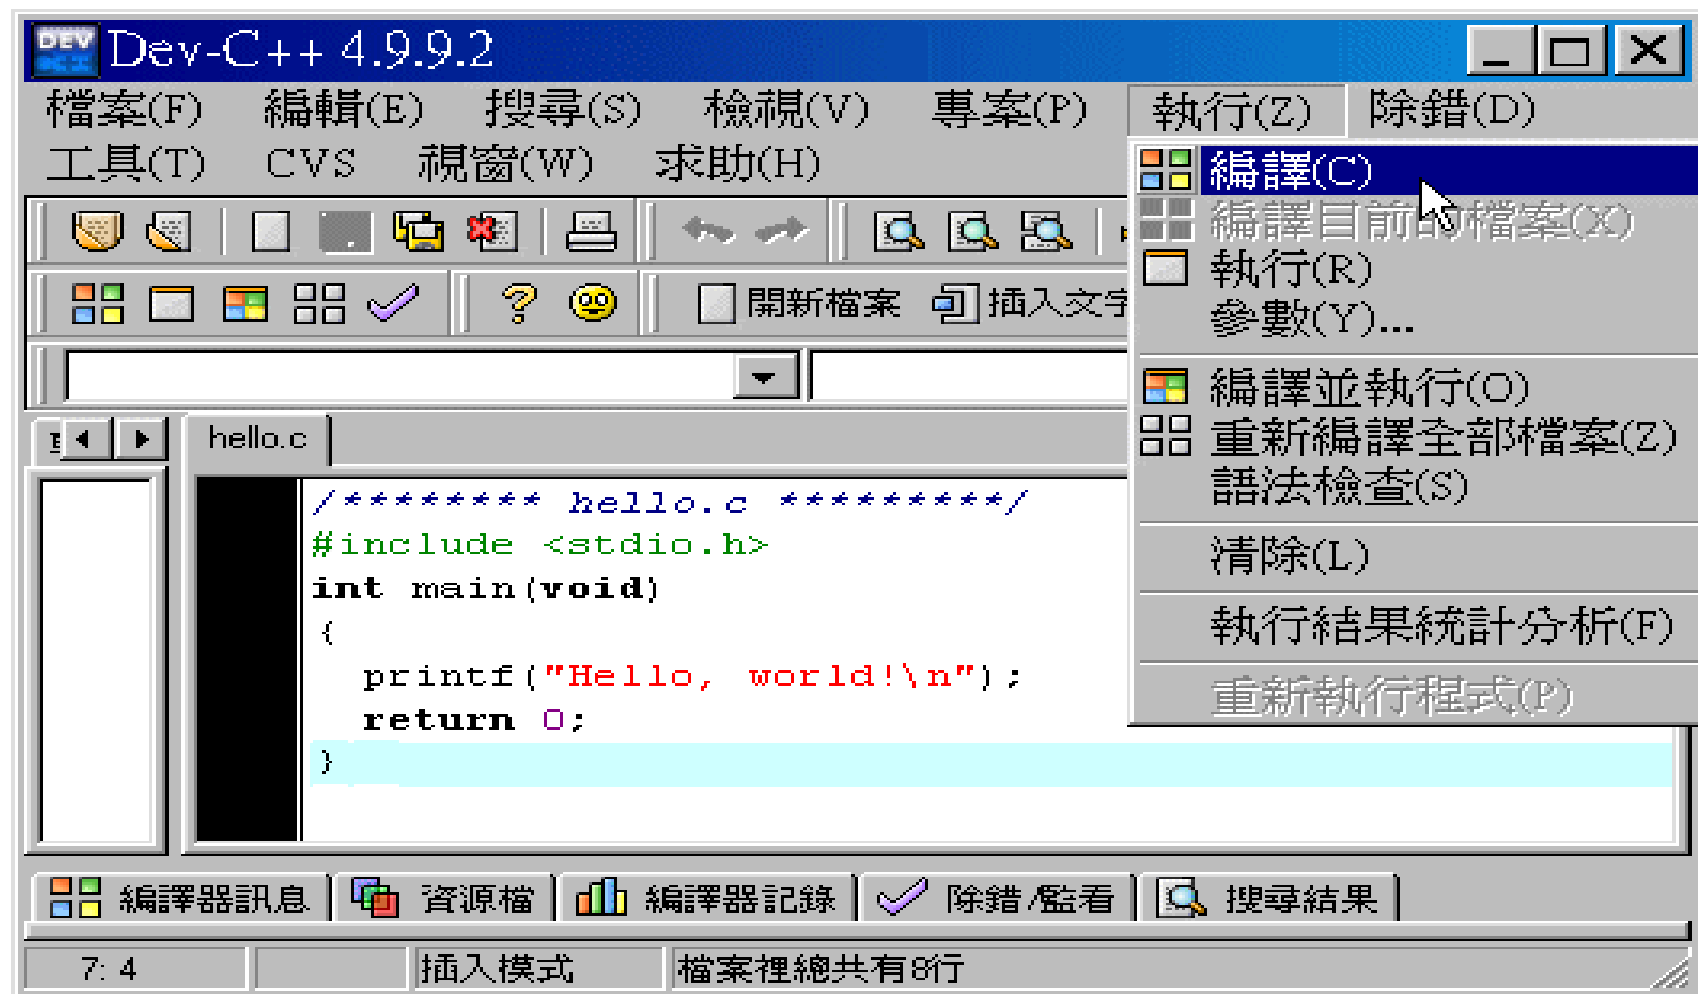 Dev-C++ 4.9.9.2
檔案(F) 編輯(E) 搜尋(S) 檢視(V) 專案(P) 執行(Z) 除錯(D)
工具(T) CVS 視窗(W) 求助(H)
編譯(C)
編譯目前的檔案(X)
執行(R)
參數(Y)...
編譯並執行(O)
重新編譯全部檔案(Z)
語法檢查(S)
清除(L)
執行結果統計分析(F)
重新執行程式(P)
開新檔案 插入文字
hello.c
/******** hello.c *********/
#include <stdio.h>
int main(void)
{
printf("Hello, world!\n");
return 0;
}
編譯器訊息 資源檔 編譯器記錄 除錯/監看 搜尋結果
7: 4 插入模式 檔案裡總共有8行